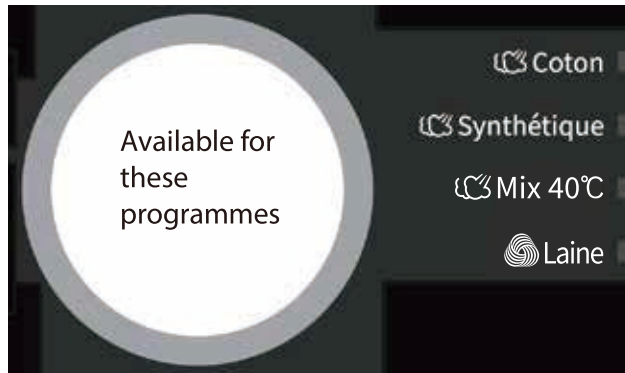 Available for
these
programmes
Coton
Synthétique
Mix 40℃
Laine